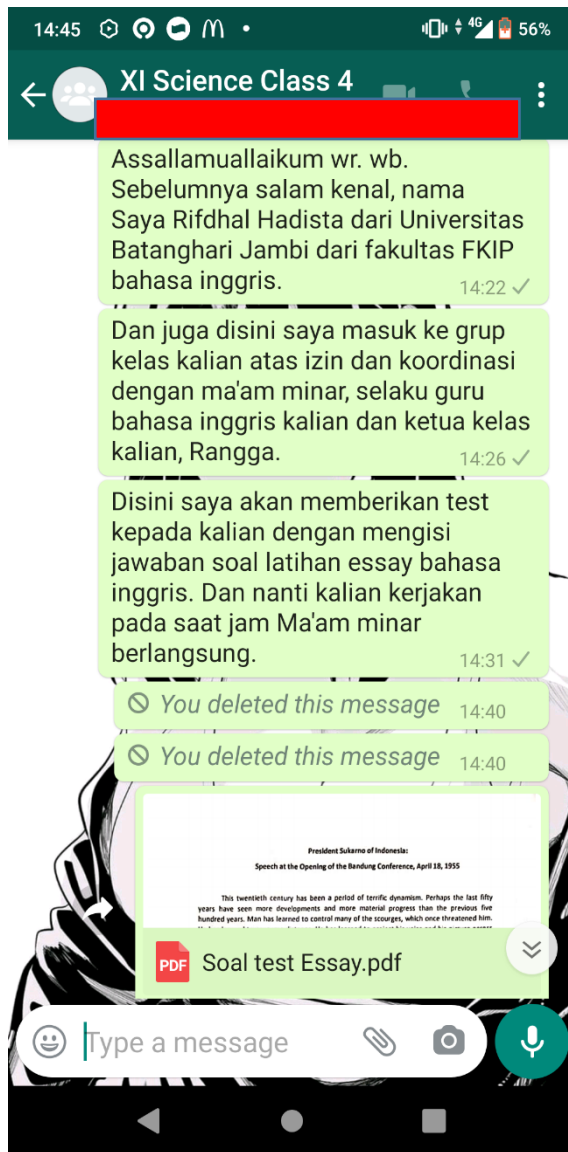 14:45
4G
56%
XI Science Class 4
Assallamuallaikum wr. wb.
Sebelumnya salam kenal, nama
Saya Rifdhal Hadista dari Universitas
Batanghari Jambi dari fakultas FKIP
bahasa inggris.
14:22
Dan juga disini saya masuk ke grup
kelas kalian atas izin dan koordinasi
dengan ma'am minar, selaku guru
bahasa inggris kalian dan ketua kelas
kalian, Rangga.
14:26
Disini saya akan memberikan test
kepada kalian dengan mengisi
jawaban soal latihan essay bahasa
inggris. Dan nanti kalian kerjakan
pada saat jam Ma'am minar
berlangsung.
14:31
You deleted this message
14:40
You deleted this message
14:40
President Sukarno of Indonesia:
Speech at the Opening of the Bandung Conference, April 18, 1955
This twentieth century has been a period of terrific dynamism. Perhaps the last fifty
years have seen more developments and more material progress than the previous five
hundred years. Man has learned to control many of the scourges, which once threatened him.
PDF
Soal test Essay.pdf
Type a message